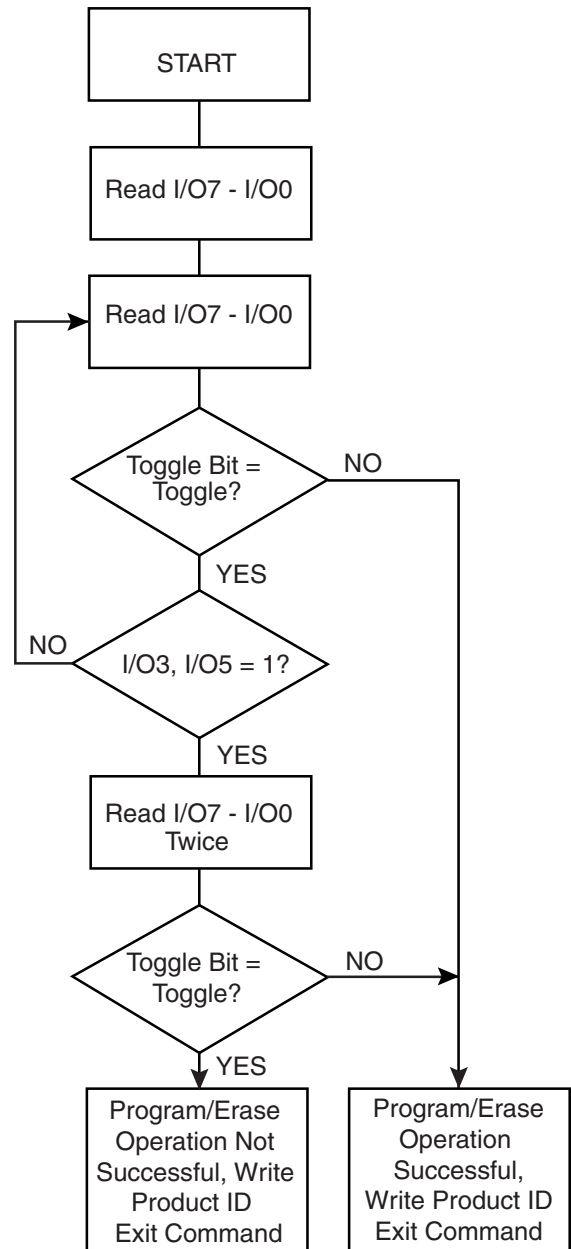 START
Read I/O7 - I/O0
Read I/O7 - I/O0
Toggle Bit =
Toggle?
NO
YES
NO
I/O3, I/O5 = 1?
YES
Read I/O7 - I/O0
Twice
Toggle Bit =
Toggle?
NO
YES
Program/Erase
Operation Not
Successful, Write
Product ID
Exit Command
Program/Erase
Operation
Successful,
Write Product ID
Exit Command